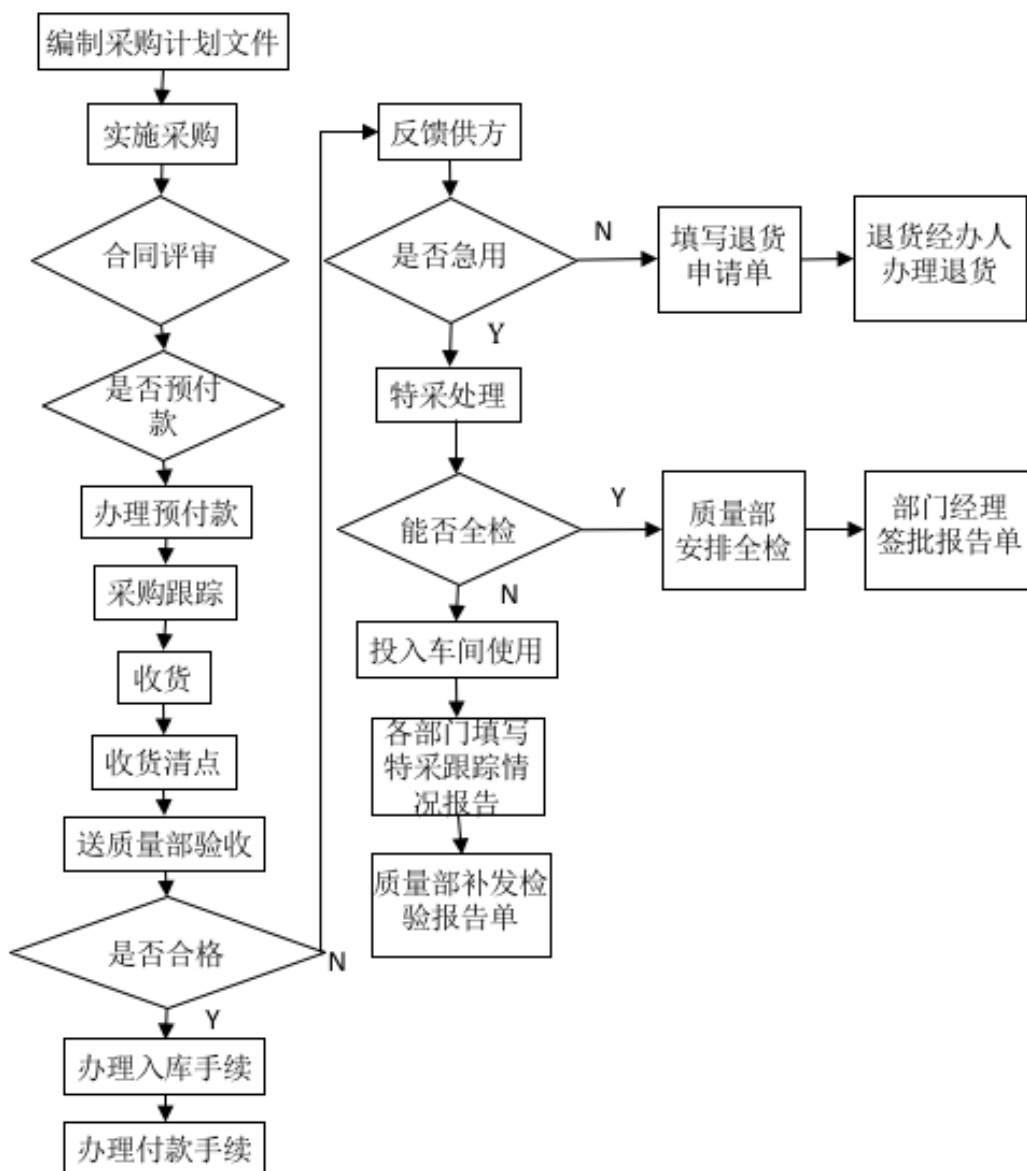 编制采购计划文件
实施采购
合同评审
是否预付
款
办理预付款
采购跟踪
收货
收货清点
送质量部验收
是否合格
N
Y
办理入库手续
办理付款手续
反馈供方
是否急用
N
填写退货
申请单
退货经办人
办理退货
Y
特采处理
能否全检
Y
质量部
安排全检
部门经理
签批报告单
N
投入车间使用
各部门填写
特采跟踪情
况报告
质量部补发检
验报告单